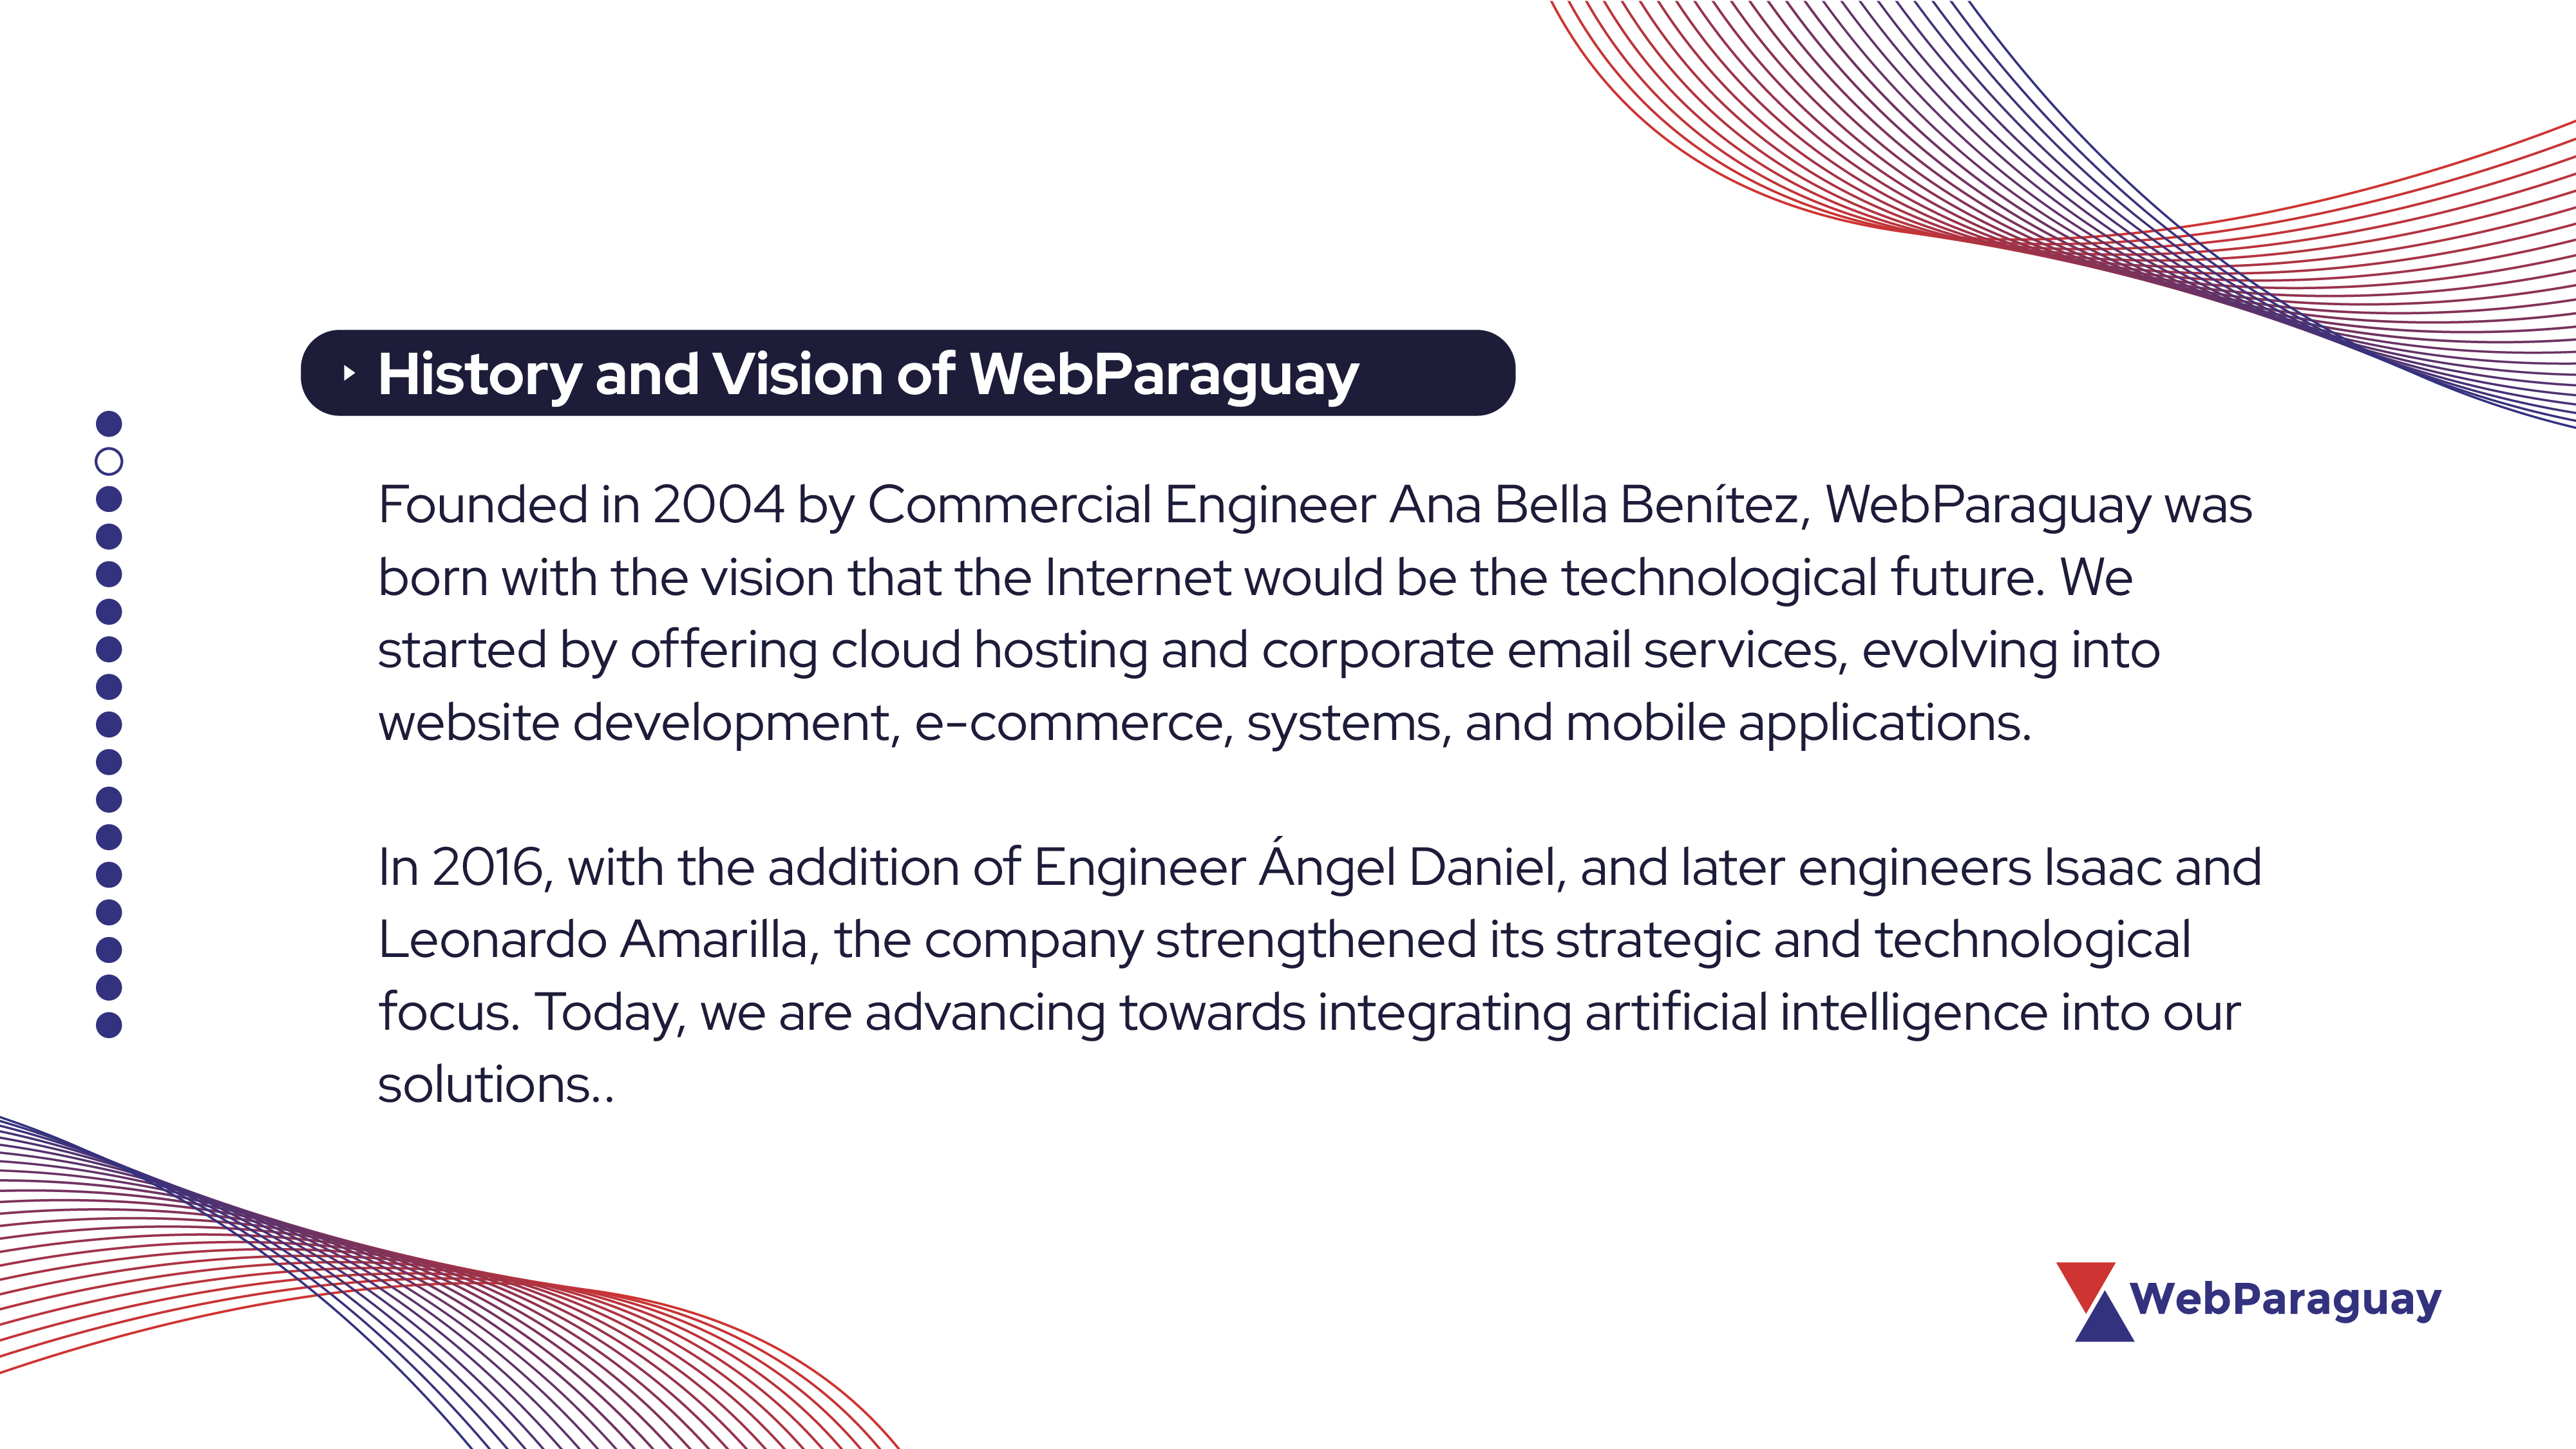 History and Vision of WebParaguay
Founded in 2004 by Commercial Engineer Ana Bella Benítez, WebParaguay was
born with the vision that the Internet would be the technological future. We
started by offering cloud hosting and corporate email services, evolving into
website development, e-commerce, systems, and mobile applications.
In 2016, with the addition of Engineer Ángel Daniel, and later engineers Isaac and
Leonardo Amarilla, the company strengthened its strategic and technological
focus. Today, we are advancing towards integrating artificial intelligence into our
solutions..
WebParaguay